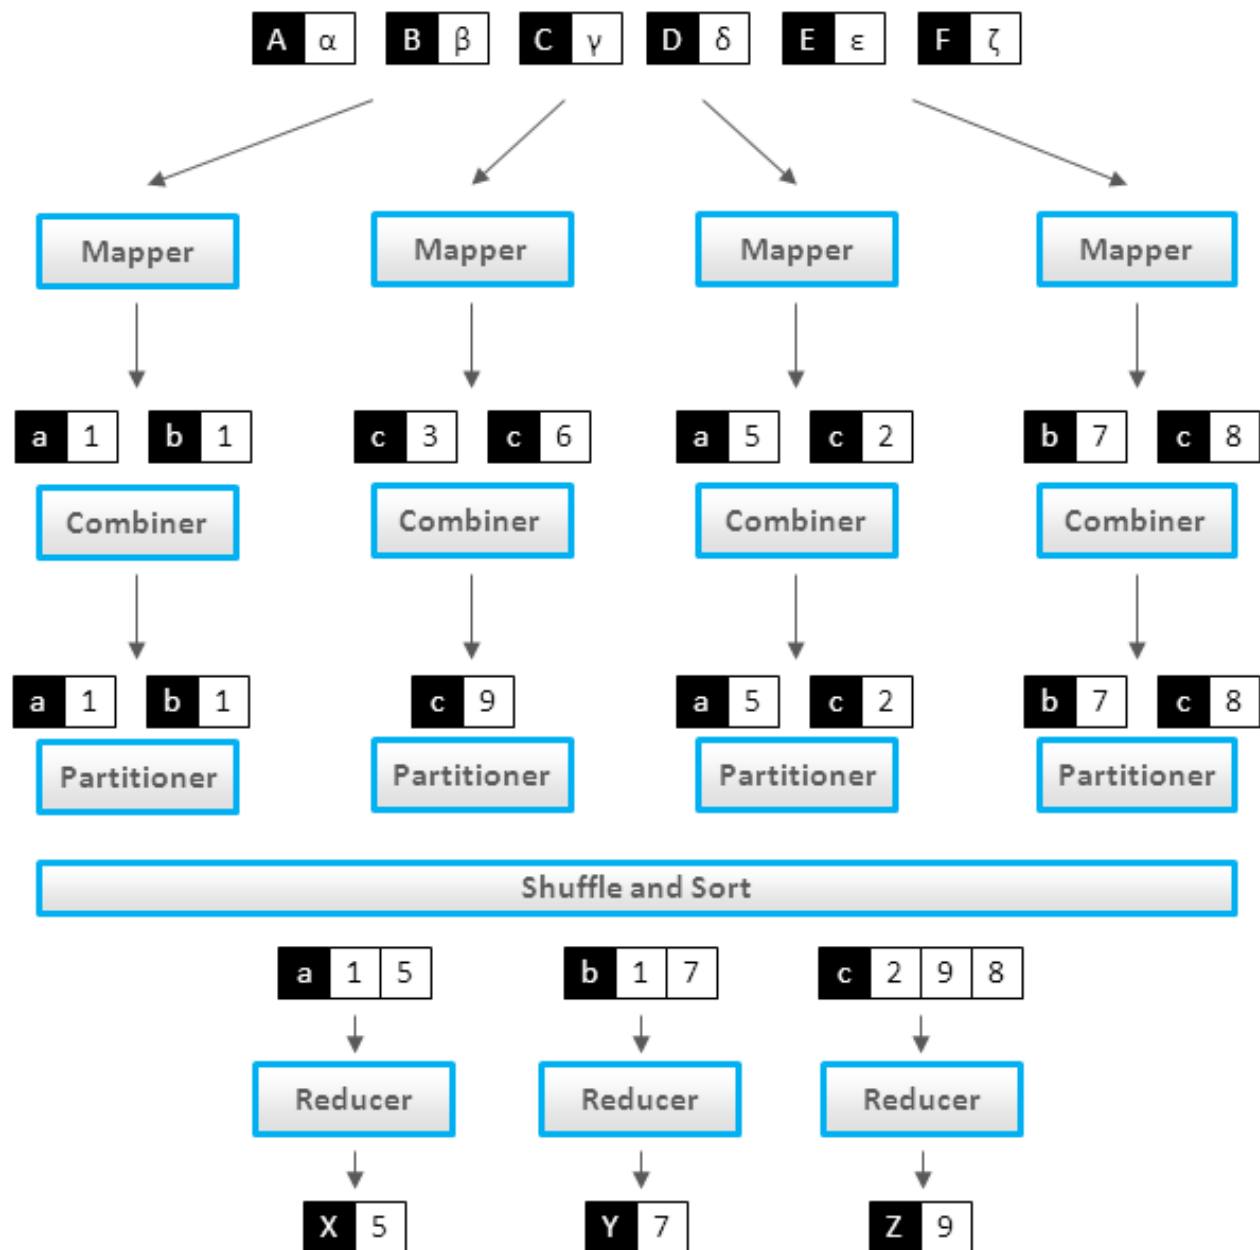 A α B β C γ D δ E ε F ζ
Mapper Mapper Mapper Mapper
a 1 b 1 c 3 c 6 a 5 c 2 b 7 c 8
Combiner Combiner Combiner Combiner
a 1 b 1 c 9 a 5 c 2 b 7 c 8
Partitioner Partitioner Partitioner Partitioner
Shuffle and Sort
a 1 5 b 1 7 c 2 9 8
Reducer Reducer Reducer
X 5 Y 7 Z 9